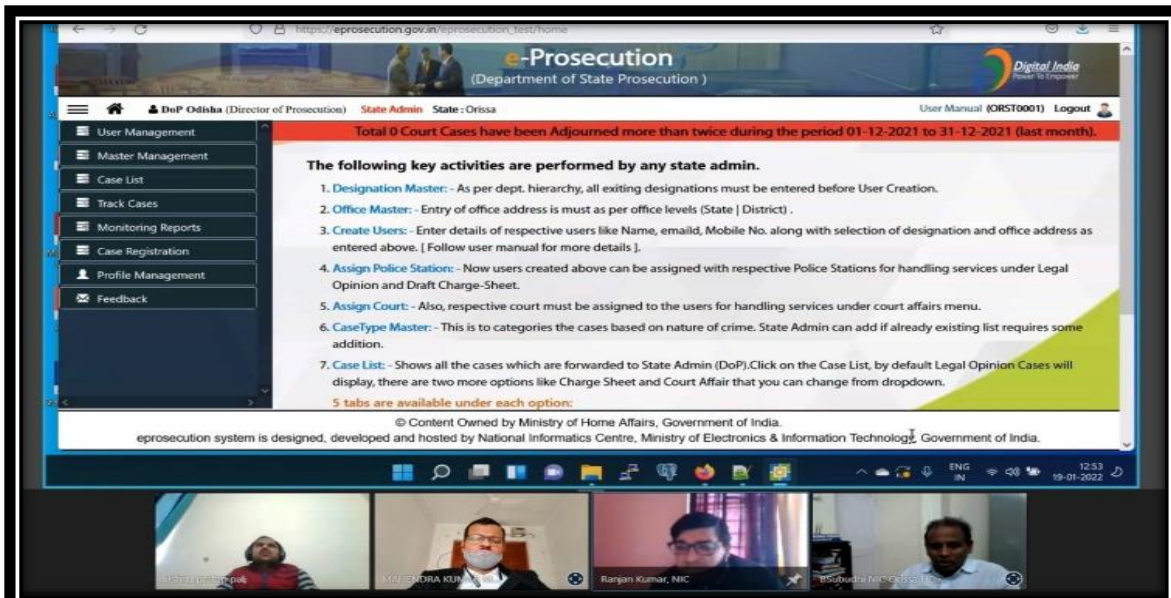 https://eprosecution.gov.in/eprosecution_test/home
e-Prosecution
(Department of State Prosecution )
Digital India
Power To Empower
DoP Odisha (Director of Prosecution) State Admin State : Orissa
User Manual (ORST0001) Logout
User Management
Master Management
Case List
Track Cases
Monitoring Reports
Case Registration
Profile Management
Feedback
Total 0 Court Cases have been Adjourned more than twice during the period 01-12-2021 to 31-12-2021 (last month).
The following key activities are performed by any state admin.
1. Designation Master: - As per dept. hierarchy, all exiting designations must be entered before User Creation.
2. Office Master: - Entry of office address is must as per office levels (State | District) .
3. Create Users: - Enter details of respective users like Name, emaild, Mobile No. along with selection of designation and office address as
entered above. [ Follow user manual for more details ].
4. Assign Police Station: - Now users created above can be assigned with respective Police Stations for handling services under Legal
Opinion and Draft Charge-Sheet.
5. Assign Court: - Also, respective court must be assigned to the users for handling services under court affairs menu.
6. CaseType Master: - This is to categories the cases based on nature of crime. State Admin can add if already existing list requires some
addition.
7. Case List: - Shows all the cases which are forwarded to State Admin (DoP).Click on the Case List, by default Legal Opinion Cases will
display, there are two more options like Charge Sheet and Court Affair that you can change from dropdown.
5 tabs are available under each option:
© Content Owned by Ministry of Home Affairs, Government of India.
eprosecution system is designed, developed and hosted by National Informatics Centre, Ministry of Electronics & Information Technology, Government of India.
ENG
IN
12:53
19-01-2022
MAHENDRA KUMAR
Ranjan Kumar, NIC
BSubudhi NIC